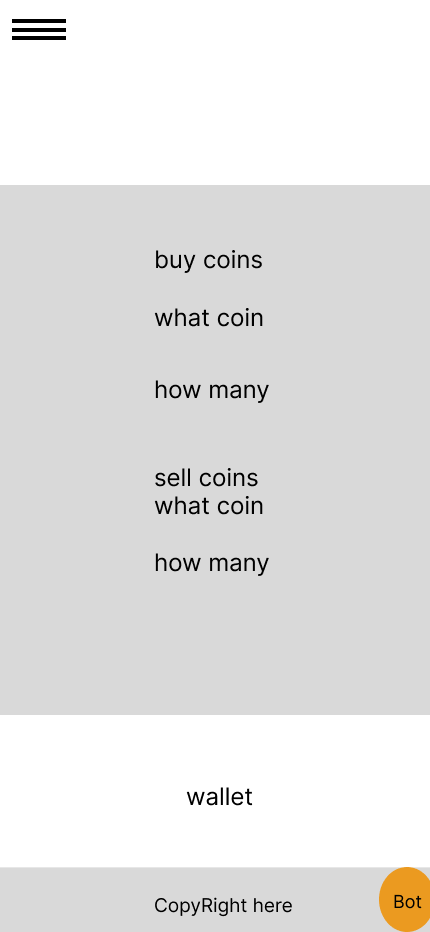 buy coins
what coin
how many
sell coins
what coin
how many
wallet
CopyRight here
Bot